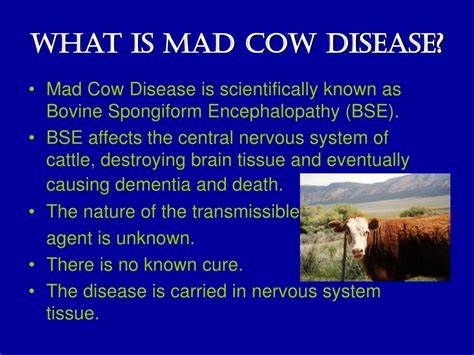 WHAT IS MAD COW DISEASE?
• Mad Cow Disease is scientifically known as
Bovine Spongiform Encephalopathy (BSE).
• BSE affects the central nervous system of
cattle, destroying brain tissue and eventually
causing dementia and death.
• The nature of the transmissible
agent is unknown.
• There is no known cure.
• The disease is carried in nervous system
tissue.